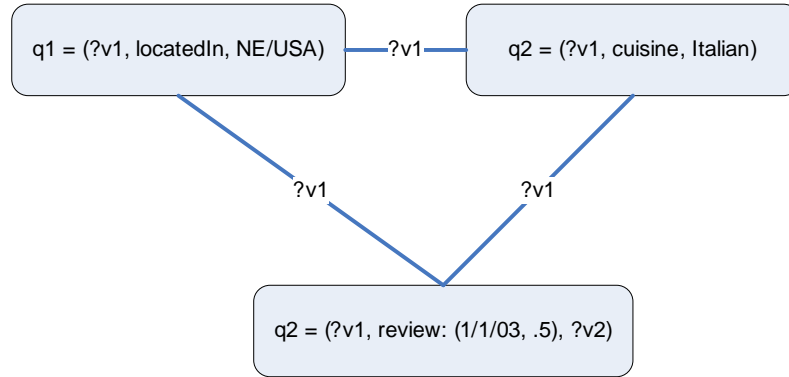 q1 = (?v1, locatedIn, NE/USA)
?v1
q2 = (?v1, cuisine, Italian)
?v1
?v1
q2 = (?v1, review: (1/1/03, .5), ?v2)